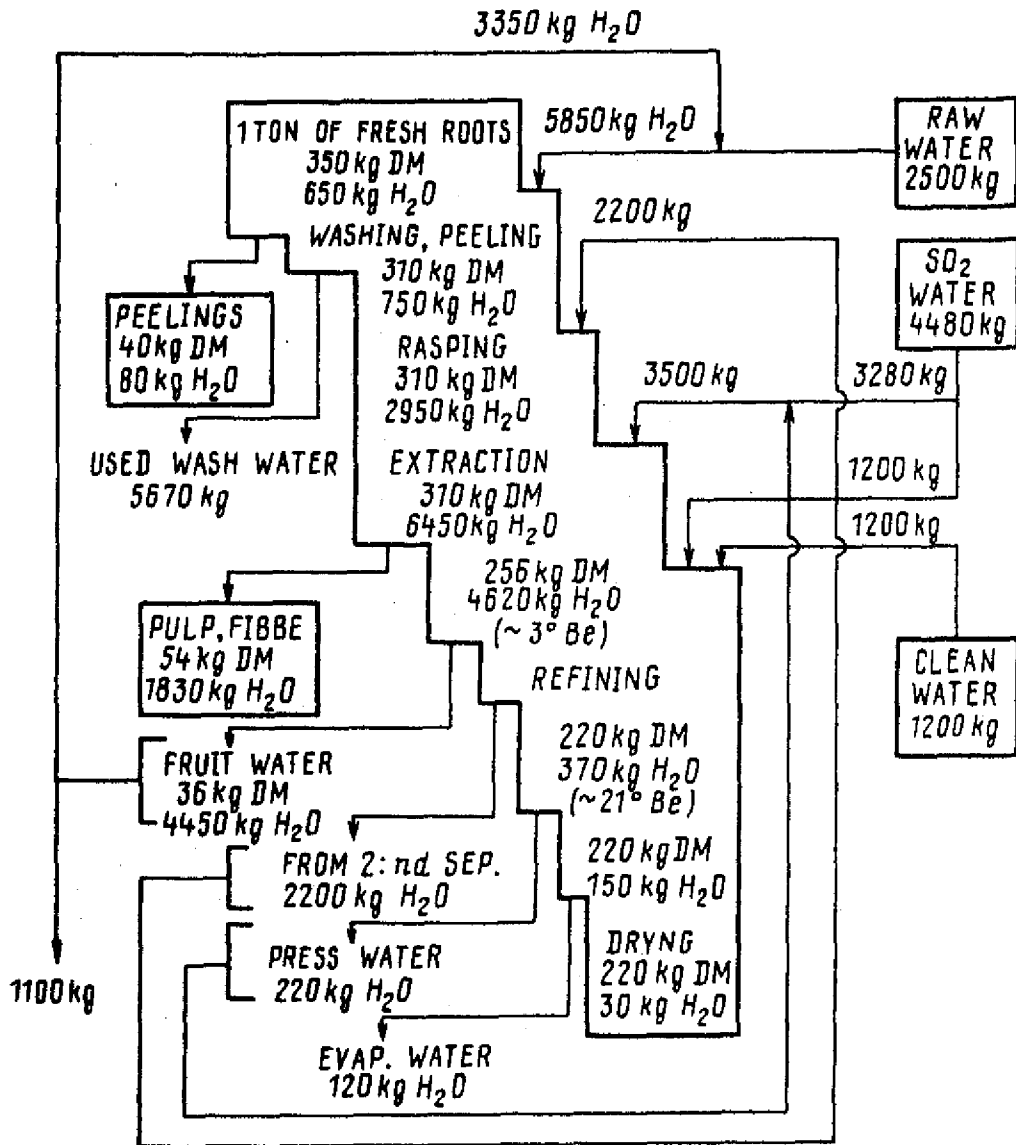 3350 kg H₂O
1 TON OF FRESH ROOTS
350 kg DM
650 kg H₂O
5850 kg H₂O
RAW
WATER
2500 kg
2200 kg
WASHING, PEELING
310 kg DM
750 kg H₂O
SO₂
WATER
4480 kg
PEELINGS
40 kg DM
80 kg H₂O
RASPING
310 kg DM
2950 kg H₂O
3500 kg
3280 kg
USED WASH WATER
5670 kg
EXTRACTION
310 kg DM
6450 kg H₂O
1200 kg
1200 kg
256 kg DM
4620 kg H₂O
(~ 3° Be)
PULP, FIBBE
54 kg DM
1830 kg H₂O
REFINING
CLEAN
WATER
1200 kg
FRUIT WATER
36 kg DM
4450 kg H₂O
220 kg DM
370 kg H₂O
(~21° Be)
FROM 2:nd SEP.
2200 kg H₂O
220 kg DM
150 kg H₂O
PRESS WATER
220 kg H₂O
DRYNG
220 kg DM
30 kg H₂O
1100 kg
EVAP. WATER
120 kg H₂O